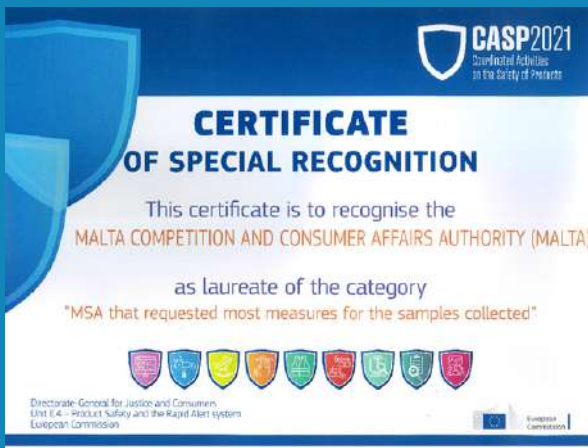 CASP2021
Coordinated Activities
on the Safety of Products
CERTIFICATE
OF SPECIAL RECOGNITION
This certificate is to recognise the
MALTA COMPETITION AND CONSUMER AFFAIRS AUTHORITY (MALTA)
as laureate of the category
"MSA that requested most measures for the samples collected"
Directorate-General for Justice and Consumers
Unit E.4 – Product Safety and the Rapid Alert system
European Commission
European
Commission